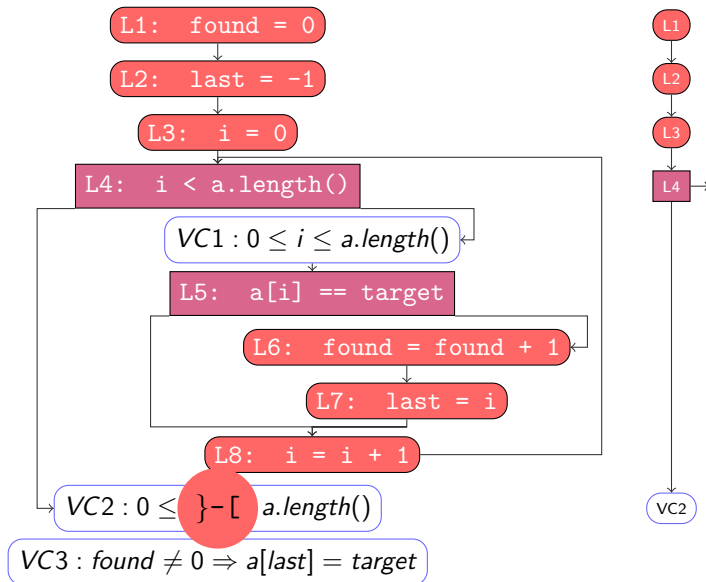 L1: found = 0
L2: last = -1
L3: i = 0
L4: i < a.length()
VC1 : 0 ≤ i ≤ a.length()
L5: a[i] == target
L6: found = found + 1
L7: last = i
L8: i = i + 1
VC2 : 0 ≤ }-[ a.length()
VC3 : found ≠ 0 ⇒ a[last] = target
L1
L2
L3
L4
VC2